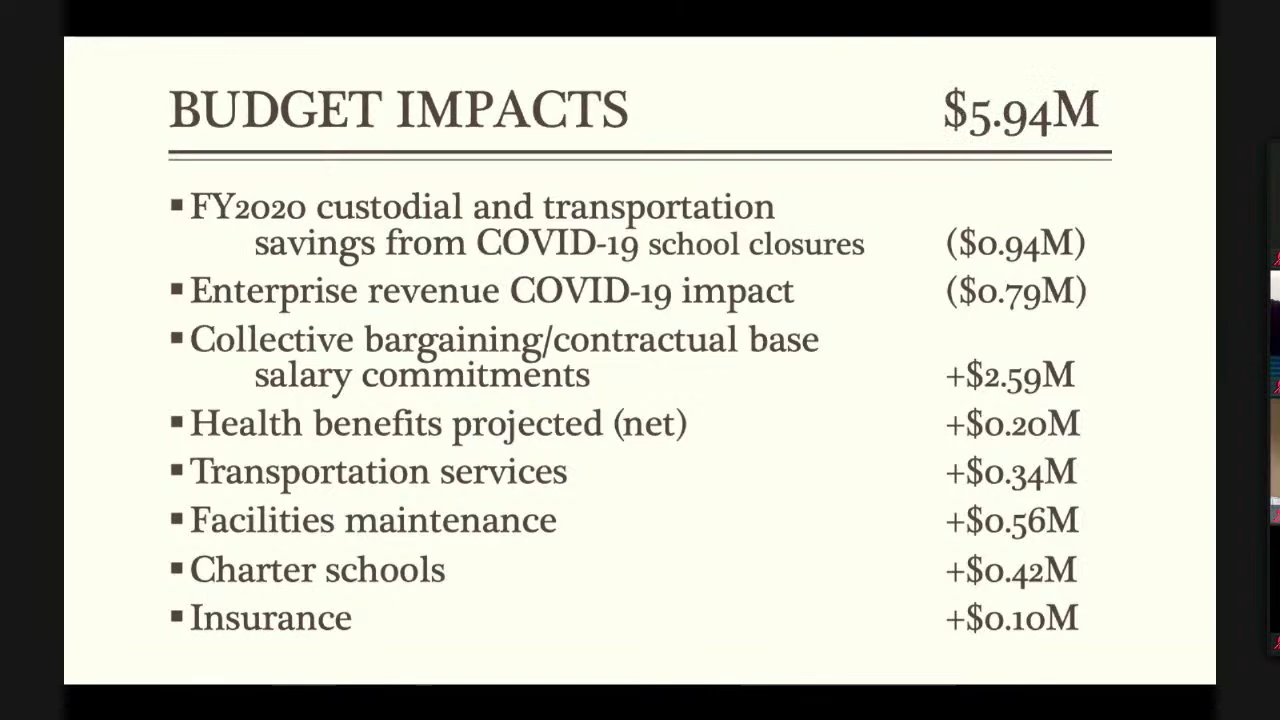 BUDGET IMPACTS $5.94M
▪ FY2020 custodial and transportation
savings from COVID-19 school closures ($0.94M)
▪ Enterprise revenue COVID-19 impact ($0.79M)
▪ Collective bargaining/contractual base
salary commitments +$2.59M
▪ Health benefits projected (net) +$0.20M
▪ Transportation services +$0.34M
▪ Facilities maintenance +$0.56M
▪ Charter schools +$0.42M
▪ Insurance +$0.10M